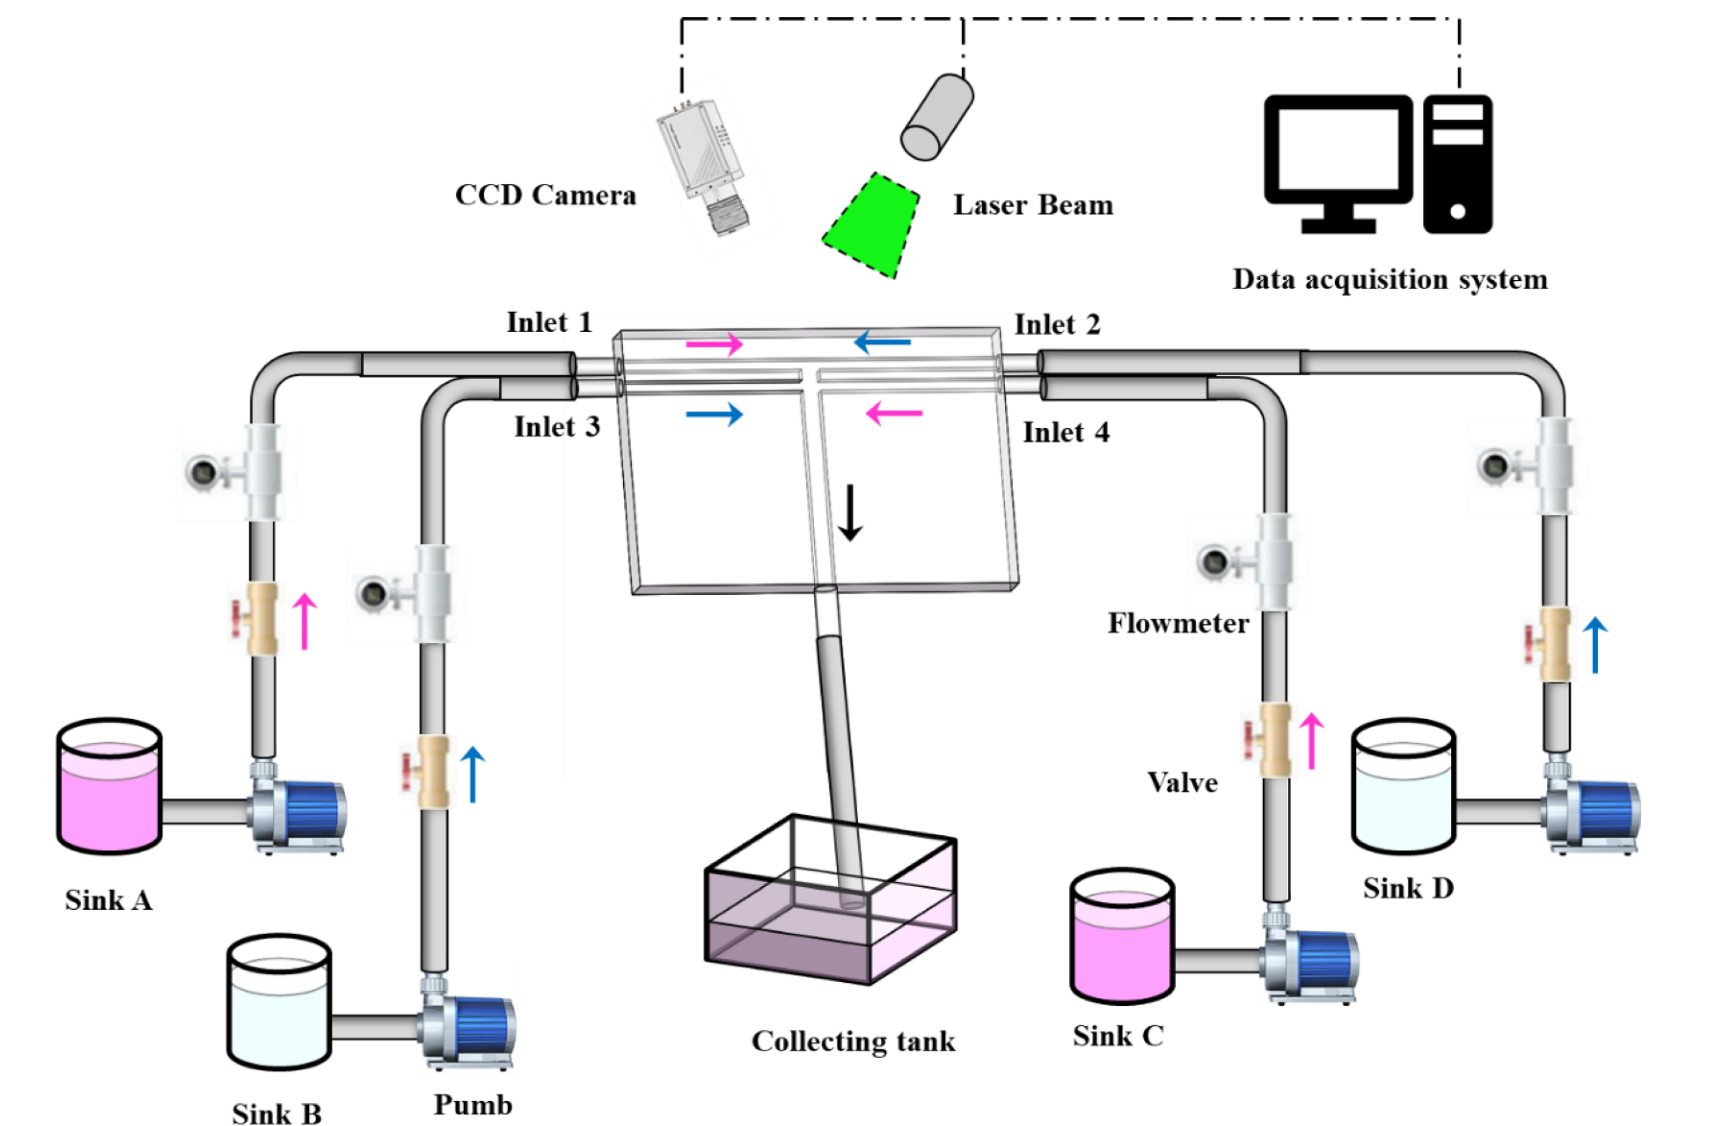 CCD Camera
Laser Beam
Data acquisition system
Inlet 1
Inlet 2
Inlet 3
Inlet 4
Flowmeter
Valve
Sink A
Sink D
Sink C
Collecting tank
Pumb
Sink B